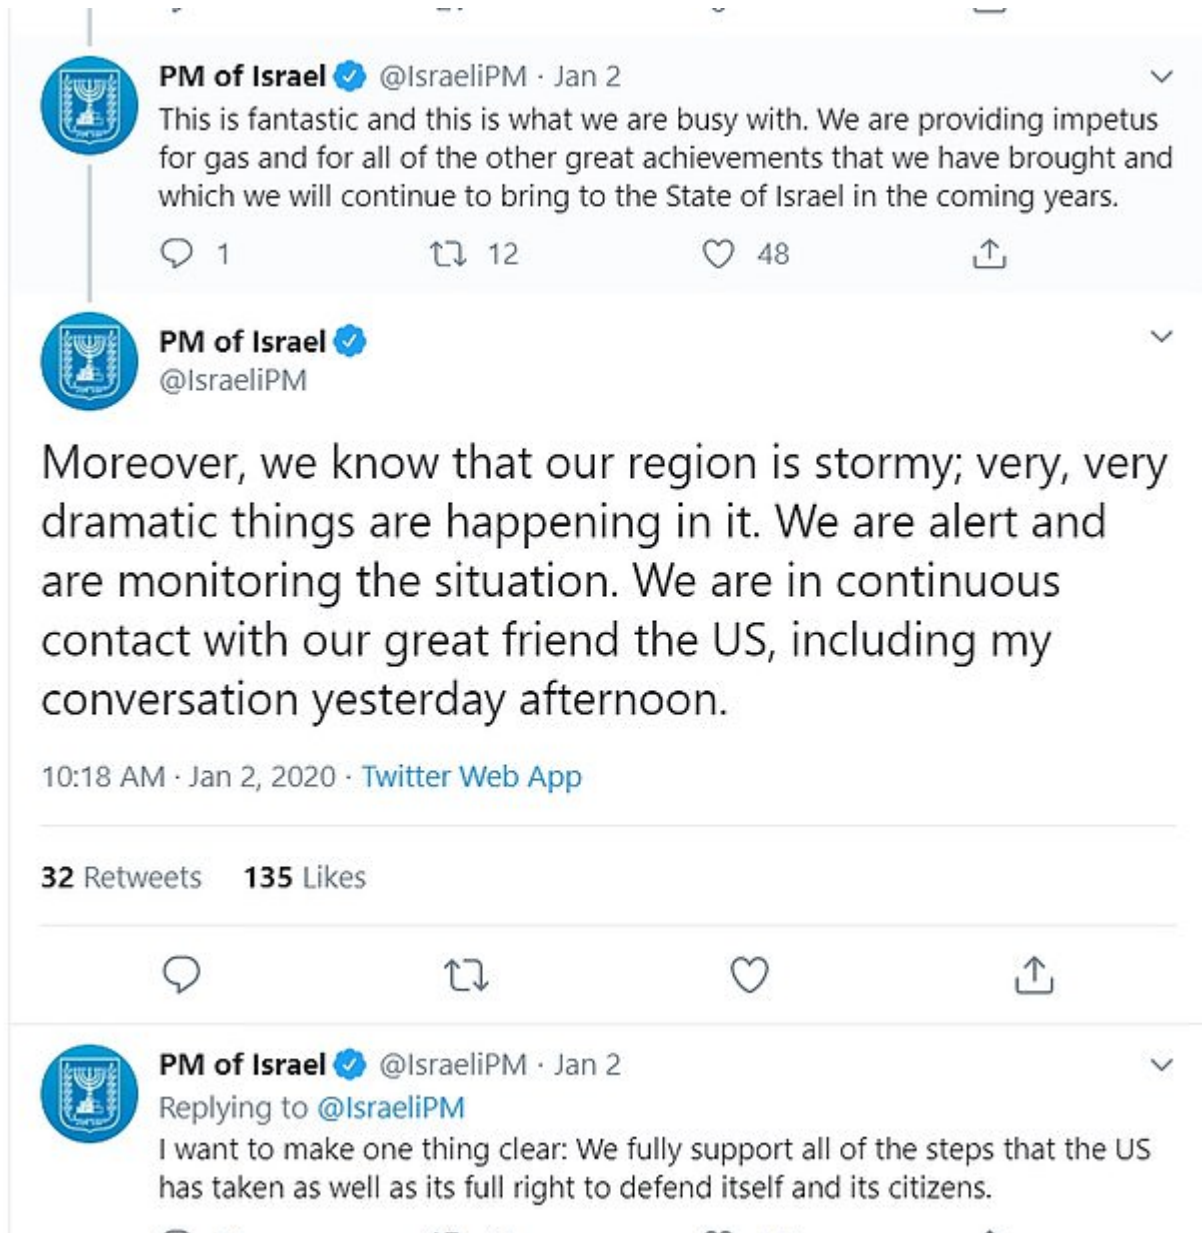 PM of Israel @IsraeliPM · Jan 2
This is fantastic and this is what we are busy with. We are providing impetus
for gas and for all of the other great achievements that we have brought and
which we will continue to bring to the State of Israel in the coming years.
1 12 48
PM of Israel
@IsraeliPM
Moreover, we know that our region is stormy; very, very
dramatic things are happening in it. We are alert and
are monitoring the situation. We are in continuous
contact with our great friend the US, including my
conversation yesterday afternoon.
10:18 AM · Jan 2, 2020 · Twitter Web App
32 Retweets 135 Likes
PM of Israel @IsraeliPM · Jan 2
Replying to @IsraeliPM
I want to make one thing clear: We fully support all of the steps that the US
has taken as well as its full right to defend itself and its citizens.